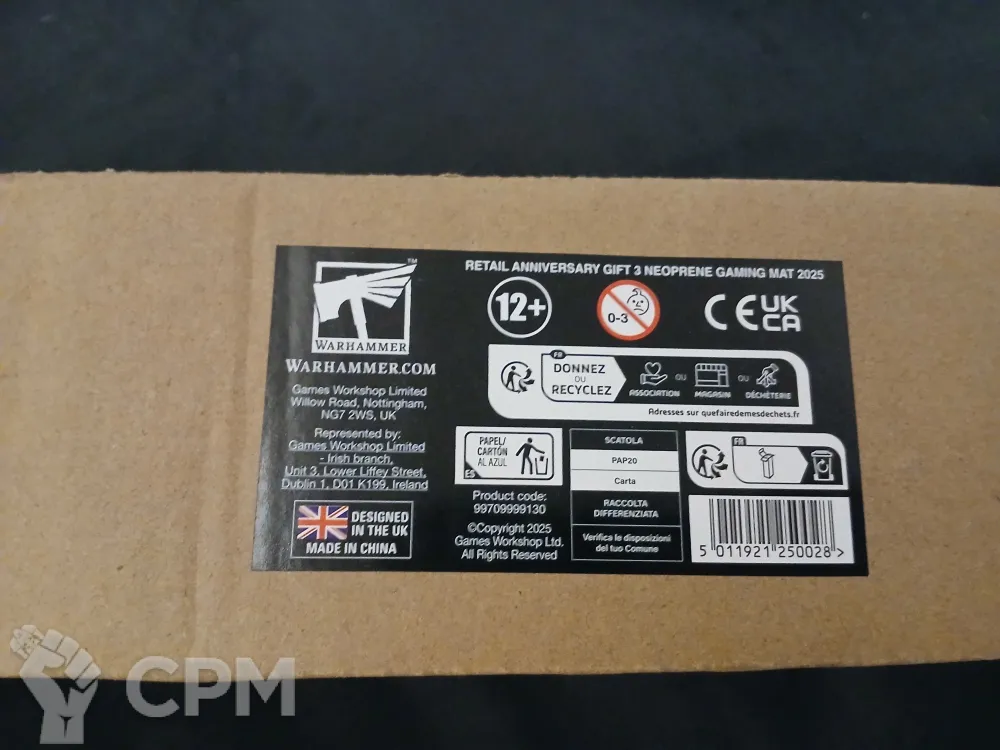 RETAIL ANNIVERSARY GIFT 3 NEOPRENE GAMING MAT 2025
™
WARHAMMER
WARHAMMER.COM
Games Workshop Limited
Willow Road, Nottingham,
NG7 2WS, UK
Represented by:
Games Workshop Limited
- Irish branch,
Unit 3, Lower Liffey Street,
Dublin 1, D01 K199, Ireland
DESIGNED
IN THE UK
MADE IN CHINA
12+
0-3
CE
UK
CA
FR
DONNEZ
OU
RECYCLEZ
ASSOCIATION
OU
MAGASIN
OU
DÉCHÈTERIE
Adresses sur quefairedemesdechets.fr
PAPEL/
CARTÓN
AL AZUL
ES
Product code:
99709999130
©Copyright 2025
Games Workshop Ltd.
All Rights Reserved
SCATOLA
PAP20
Carta
RACCOLTA
DIFFERENZIATA
Verifica le disposizioni
del tuo Comune
FR
5 011921 250028 >
CPM